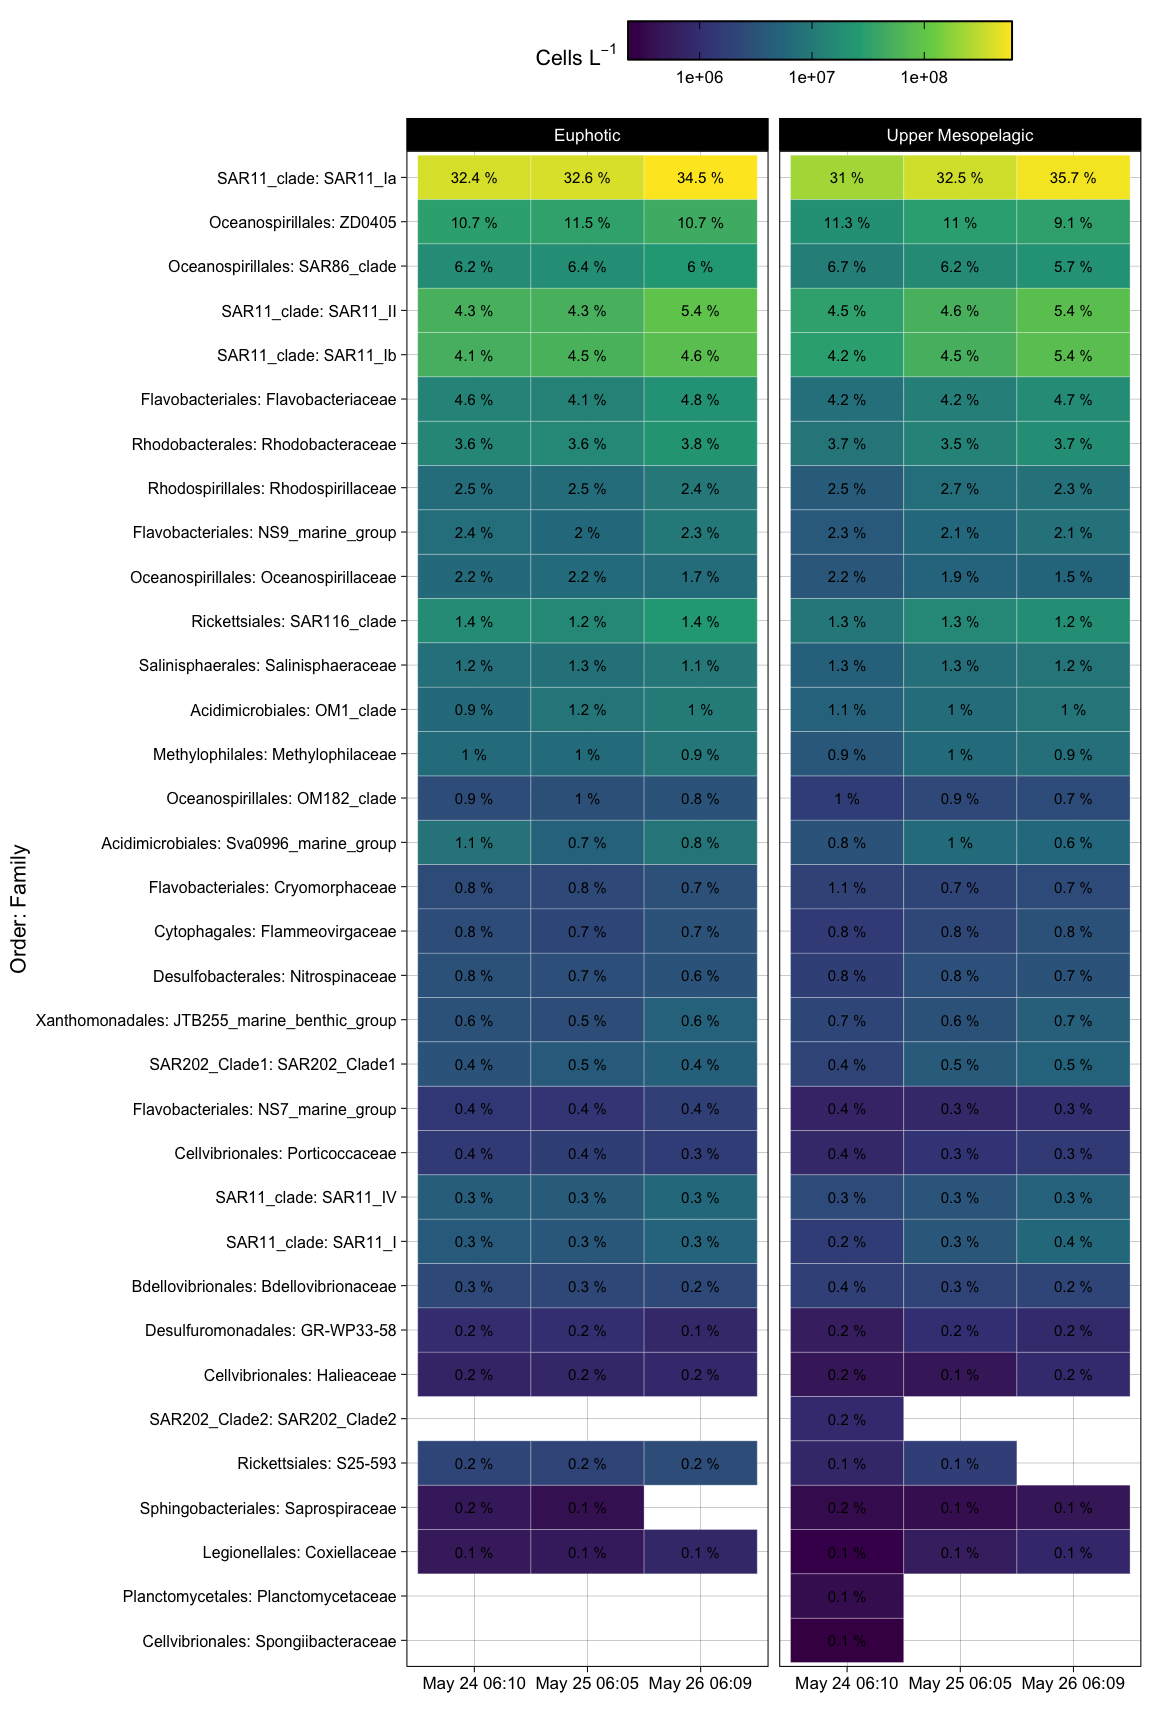 Cells L⁻¹
1e+06 1e+07 1e+08
Euphotic Upper Mesopelagic
SAR11_clade: SAR11_Ia 32.4 % 32.6 % 34.5 % 31 % 32.5 % 35.7 %
Oceanospirillales: ZD0405 10.7 % 11.5 % 10.7 % 11.3 % 11 % 9.1 %
Oceanospirillales: SAR86_clade 6.2 % 6.4 % 6 % 6.7 % 6.2 % 5.7 %
SAR11_clade: SAR11_II 4.3 % 4.3 % 5.4 % 4.5 % 4.6 % 5.4 %
SAR11_clade: SAR11_Ib 4.1 % 4.5 % 4.6 % 4.2 % 4.5 % 5.4 %
Flavobacteriales: Flavobacteriaceae 4.6 % 4.1 % 4.8 % 4.2 % 4.2 % 4.7 %
Rhodobacterales: Rhodobacteraceae 3.6 % 3.6 % 3.8 % 3.7 % 3.5 % 3.7 %
Rhodospirillales: Rhodospirillaceae 2.5 % 2.5 % 2.4 % 2.5 % 2.7 % 2.3 %
Flavobacteriales: NS9_marine_group 2.4 % 2 % 2.3 % 2.3 % 2.1 % 2.1 %
Oceanospirillales: Oceanospirillaceae 2.2 % 2.2 % 1.7 % 2.2 % 1.9 % 1.5 %
Rickettsiales: SAR116_clade 1.4 % 1.2 % 1.4 % 1.3 % 1.3 % 1.2 %
Salinisphaerales: Salinisphaeraceae 1.2 % 1.3 % 1.1 % 1.3 % 1.3 % 1.2 %
Acidimicrobiales: OM1_clade 0.9 % 1.2 % 1 % 1.1 % 1 % 1 %
Methylophilales: Methylophilaceae 1 % 1 % 0.9 % 0.9 % 1 % 0.9 %
Oceanospirillales: OM182_clade 0.9 % 1 % 0.8 % 1 % 0.9 % 0.7 %
Acidimicrobiales: Sva0996_marine_group 1.1 % 0.7 % 0.8 % 0.8 % 1 % 0.6 %
Flavobacteriales: Cryomorphaceae 0.8 % 0.8 % 0.7 % 1.1 % 0.7 % 0.7 %
Cytophagales: Flammeovirgaceae 0.8 % 0.7 % 0.7 % 0.8 % 0.8 % 0.8 %
Desulfobacterales: Nitrospinaceae 0.8 % 0.7 % 0.6 % 0.8 % 0.8 % 0.7 %
Xanthomonadales: JTB255_marine_benthic_group 0.6 % 0.5 % 0.6 % 0.7 % 0.6 % 0.7 %
SAR202_Clade1: SAR202_Clade1 0.4 % 0.5 % 0.4 % 0.4 % 0.5 % 0.5 %
Flavobacteriales: NS7_marine_group 0.4 % 0.4 % 0.4 % 0.4 % 0.3 % 0.3 %
Cellvibrionales: Porticoccaceae 0.4 % 0.4 % 0.3 % 0.4 % 0.3 % 0.3 %
SAR11_clade: SAR11_IV 0.3 % 0.3 % 0.3 % 0.3 % 0.3 % 0.3 %
SAR11_clade: SAR11_I 0.3 % 0.3 % 0.3 % 0.2 % 0.3 % 0.4 %
Bdellovibrionales: Bdellovibrionaceae 0.3 % 0.3 % 0.2 % 0.4 % 0.3 % 0.2 %
Desulfuromonadales: GR-WP33-58 0.2 % 0.2 % 0.1 % 0.2 % 0.2 % 0.2 %
Cellvibrionales: Halieaceae 0.2 % 0.2 % 0.2 % 0.2 % 0.1 % 0.2 %
SAR202_Clade2: SAR202_Clade2 0.2 %
Rickettsiales: S25-593 0.2 % 0.2 % 0.2 % 0.1 % 0.1 %
Sphingobacteriales: Saprospiraceae 0.2 % 0.1 % 0.2 % 0.1 % 0.1 %
Legionellales: Coxiellaceae 0.1 % 0.1 % 0.1 % 0.1 % 0.1 % 0.1 %
Planctomycetales: Planctomycetaceae 0.1 %
Cellvibrionales: Spongiibacteraceae 0.1 %
May 24 06:10 May 25 06:05 May 26 06:09 May 24 06:10 May 25 06:05 May 26 06:09
Order: Family